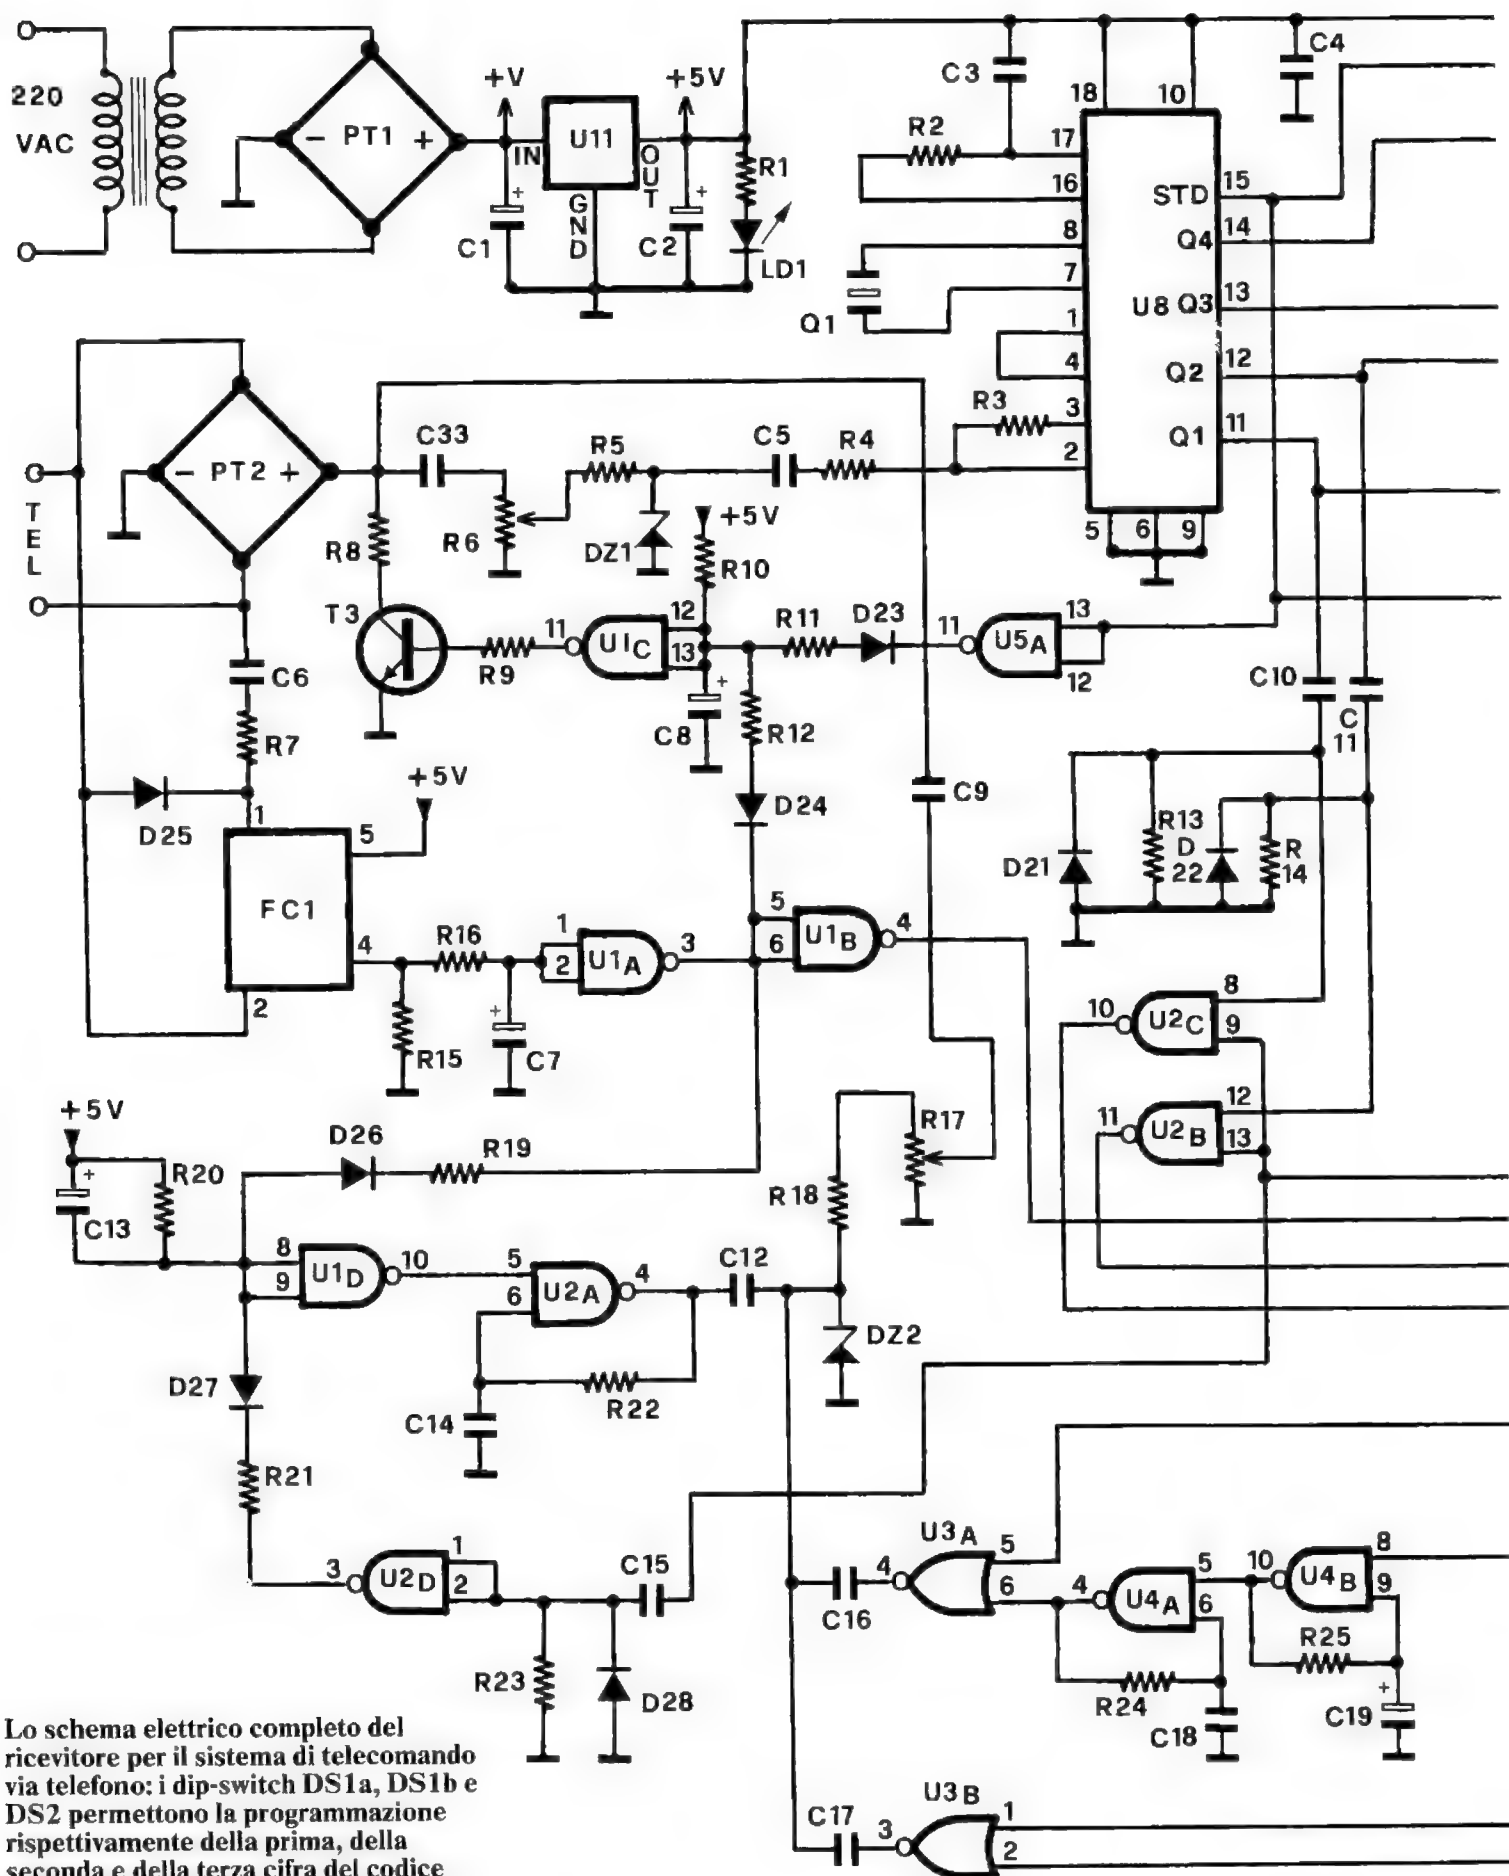 220
VAC
- PT1 +
+V
IN
U11
OUT
GND
+5V
+
C1
+
C2
R1
LD1
C3
C4
18
10
R2
17
16
8
7
Q1
1
4
R3
3
2
STD
15
Q4
14
U8
Q3
13
Q2
12
Q1
11
5
6
9
TEL
- PT2 +
C33
R5
C5
R4
R8
R6
DZ1
+5V
R10
T3
R9
11
U1C
12
13
R11
D23
11
U5A
13
12
C6
R7
C8
+
R12
C10
C
11
D25
+5V
1
5
FC1
4
2
D24
C9
D21
R13
D
22
R
14
R16
1
2
U1A
3
5
6
U1B
4
R15
+
C7
10
U2C
8
9
11
U2B
12
13
+5V
+
C13
R20
D26
R19
R17
R18
8
9
U1D
10
5
6
U2A
4
C12
DZ2
D27
C14
R22
R21
3
U2D
1
2
C15
R23
D28
U3A
4
5
6
C16
4
U4A
5
6
10
U4B
8
9
R25
R24
C18
+
C19
U3B
C17
3
1
2
Lo schema elettrico completo del
ricevitore per il sistema di telecomando
via telefono: i dip-switch DS1a, DS1b e
DS2 permettono la programmazione
rispettivamente della prima, della
seconda e della terza cifra del codice